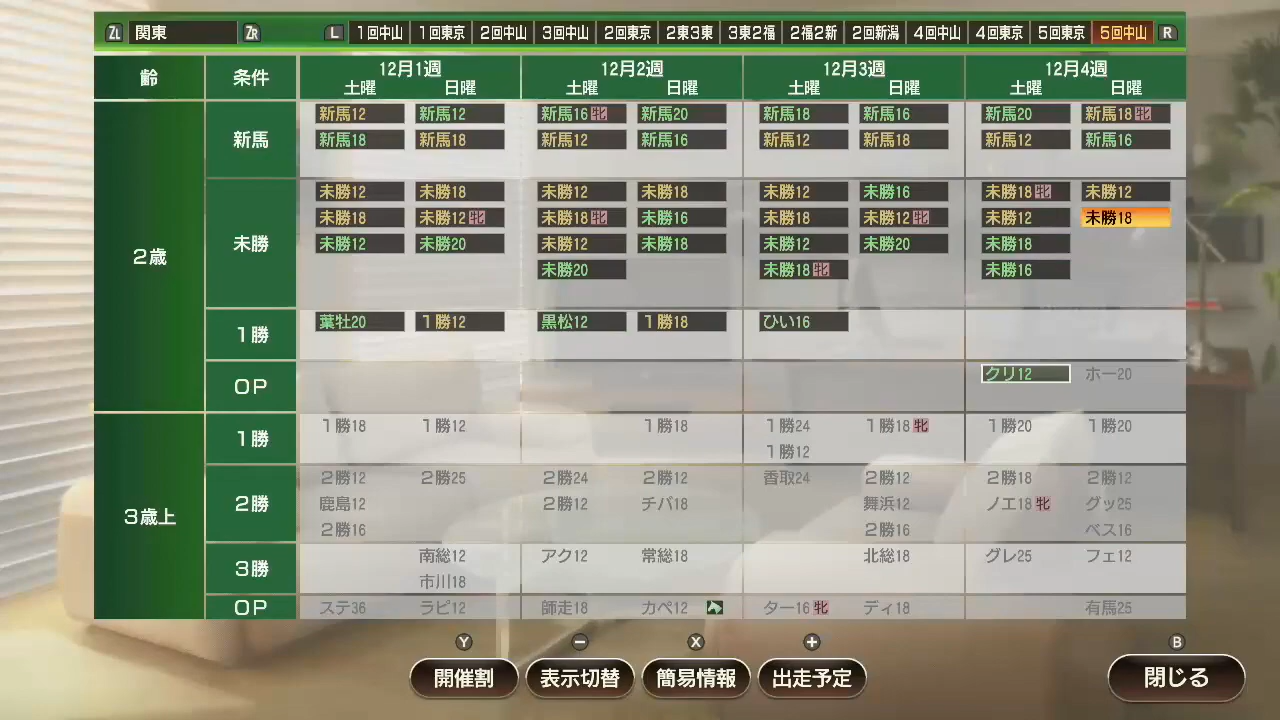 ZL 関東 ZR L 1回中山 1回東京 2回中山 3回中山 2回東京 2東3東 3東2福 2福2新 2回新潟 4回中山 4回東京 5回東京 5回中山 R
齢 条件 12月1週 12月2週 12月3週 12月4週
土曜 日曜 土曜 日曜 土曜 日曜 土曜 日曜
2歳
新馬
新馬12 新馬12 新馬16牝 新馬20 新馬18 新馬16 新馬20 新馬18牝
新馬18 新馬18 新馬12 新馬16 新馬12 新馬18 新馬12 新馬16
未勝
未勝12 未勝18 未勝12 未勝18 未勝12 未勝16 未勝18牝 未勝12
未勝18 未勝12牝 未勝18牝 未勝16 未勝18 未勝12牝 未勝12 未勝18
未勝12 未勝20 未勝12 未勝18 未勝12 未勝20 未勝18
未勝20 未勝18牝 未勝16
1勝
葉牡20 1勝12 黒松12 1勝18 ひい16
OP
クリ12 ホー20
3歳上
1勝
1勝18 1勝12 1勝18 1勝24 1勝18牝 1勝20 1勝20
1勝12
2勝
2勝12 2勝25 2勝24 2勝12 香取24 2勝12 2勝18 2勝12
鹿島12 2勝12 チバ18 舞浜12 ノエ18牝 グッ25
2勝16 2勝16 ベス16
3勝
南総12 アク12 常総18 北総18 グレ25 フェ12
市川18
OP
ステ36 ラピ12 師走18 カペ12 ター16牝 ディ18 有馬25
Y − X + B
開催割 表示切替 簡易情報 出走予定 閉じる